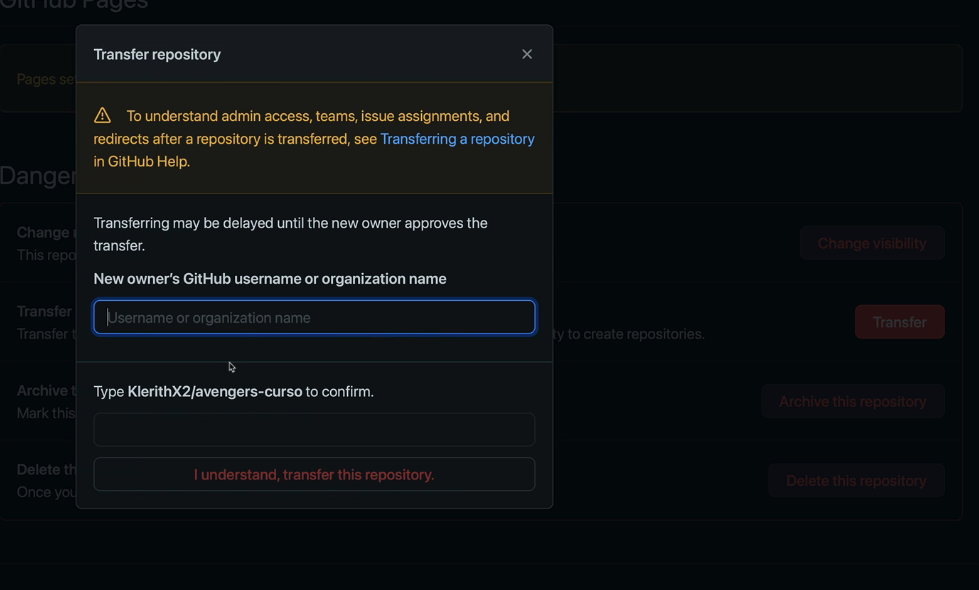 GitHub Pages
Transfer repository
Pages se
To understand admin access, teams, issue assignments, and
redirects after a repository is transferred, see Transferring a repository
in GitHub Help.
Danger
Transferring may be delayed until the new owner approves the
transfer.
Change
This repo
Change visibility
New owner's GitHub username or organization name
Username or organization name
Transfer
Transfer t
ty to create repositories.
Transfer
Type KlerithX2/avengers-curso to confirm.
Archive t
Mark this
Archive this repository
I understand, transfer this repository.
Delete th
Once you
Delete this repository